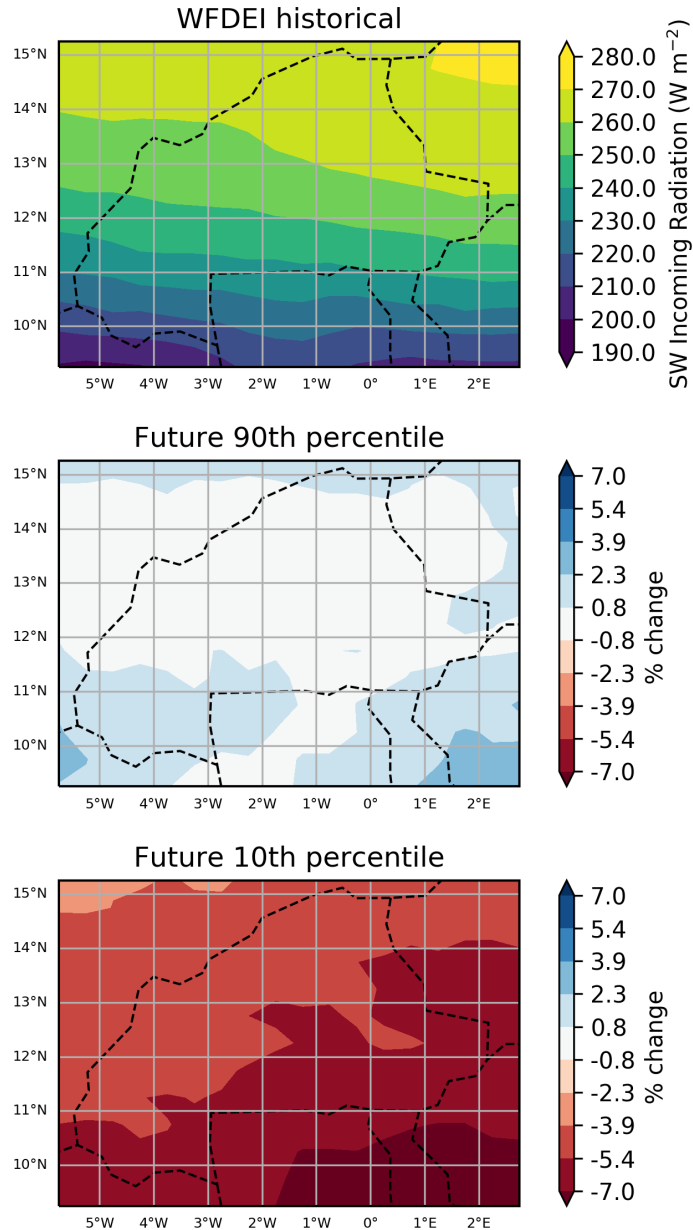 WFDEI historical
15°N
14°N
13°N
12°N
11°N
10°N
5°W 4°W 3°W 2°W 1°W 0° 1°E 2°E
280.0
270.0
260.0
250.0
240.0
230.0
220.0
210.0
200.0
190.0
SW Incoming Radiation (W m⁻²)
Future 90th percentile
15°N
14°N
13°N
12°N
11°N
10°N
5°W 4°W 3°W 2°W 1°W 0° 1°E 2°E
7.0
5.4
3.9
2.3
0.8
-0.8
-2.3
-3.9
-5.4
-7.0
% change
Future 10th percentile
15°N
14°N
13°N
12°N
11°N
10°N
5°W 4°W 3°W 2°W 1°W 0° 1°E 2°E
7.0
5.4
3.9
2.3
0.8
-0.8
-2.3
-3.9
-5.4
-7.0
% change